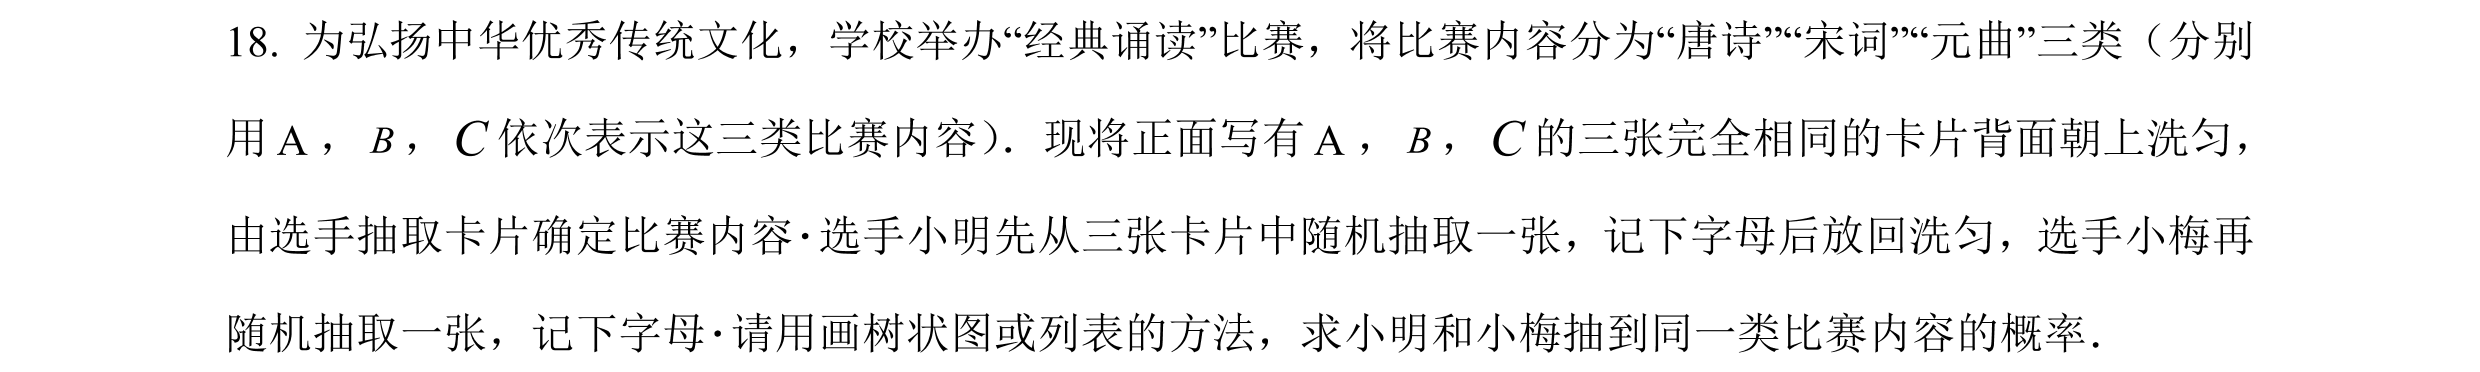 18. 为弘扬中华优秀传统文化，学校举办“经典诵读”比赛，将比赛内容分为“唐诗”“宋词”“元曲”三类（分别
用 A，B，C 依次表示这三类比赛内容）．现将正面写有 A，B，C 的三张完全相同的卡片背面朝上洗匀，
由选手抽取卡片确定比赛内容·选手小明先从三张卡片中随机抽取一张，记下字母后放回洗匀，选手小梅再
随机抽取一张，记下字母·请用画树状图或列表的方法，求小明和小梅抽到同一类比赛内容的概率．